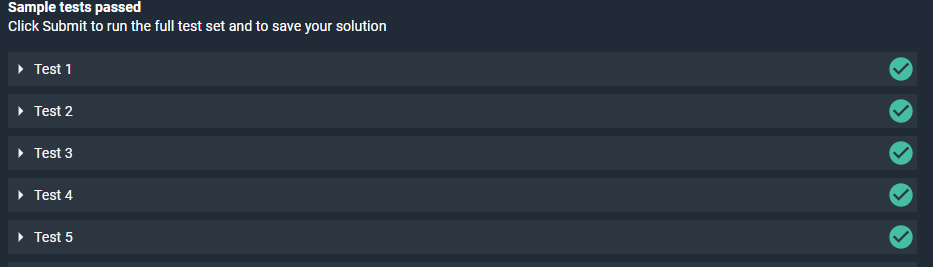 Sample tests passed
Click Submit to run the full test set and to save your solution
Test 1
Test 2
Test 3
Test 4
Test 5